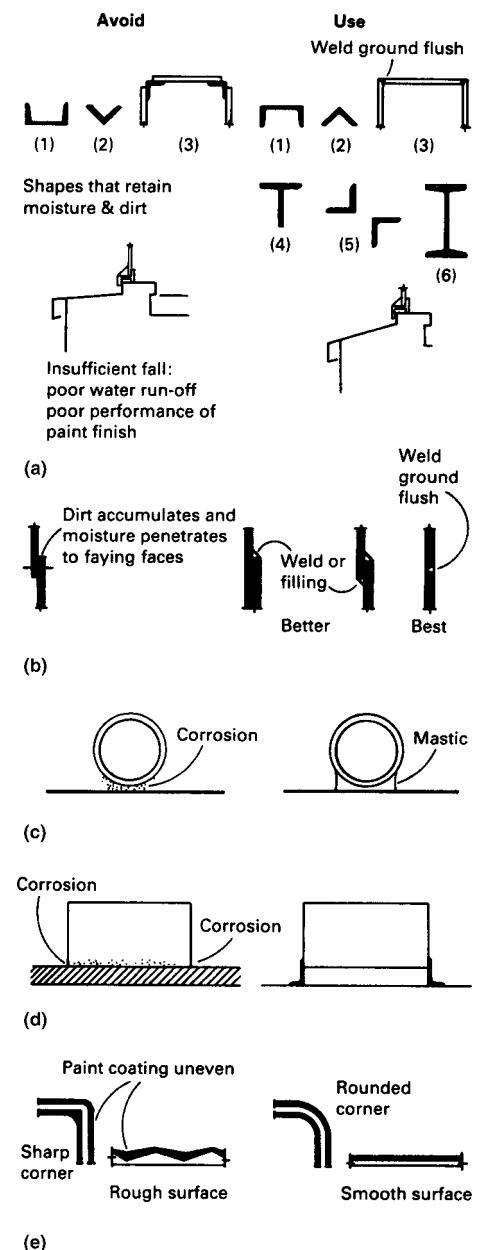 Avoid
Use
Weld ground flush
(1) (2) (3)
(1) (2) (3)
Shapes that retain
moisture & dirt
(4) (5) (6)
Insufficient fall:
poor water run-off
poor performance of
paint finish
(a)
Dirt accumulates and
moisture penetrates
to faying faces
Weld or
filling
Weld
ground
flush
Better
Best
(b)
Corrosion
Mastic
(c)
Corrosion
Corrosion
(d)
Paint coating uneven
Sharp
corner
Rough surface
Rounded
corner
Smooth surface
(e)